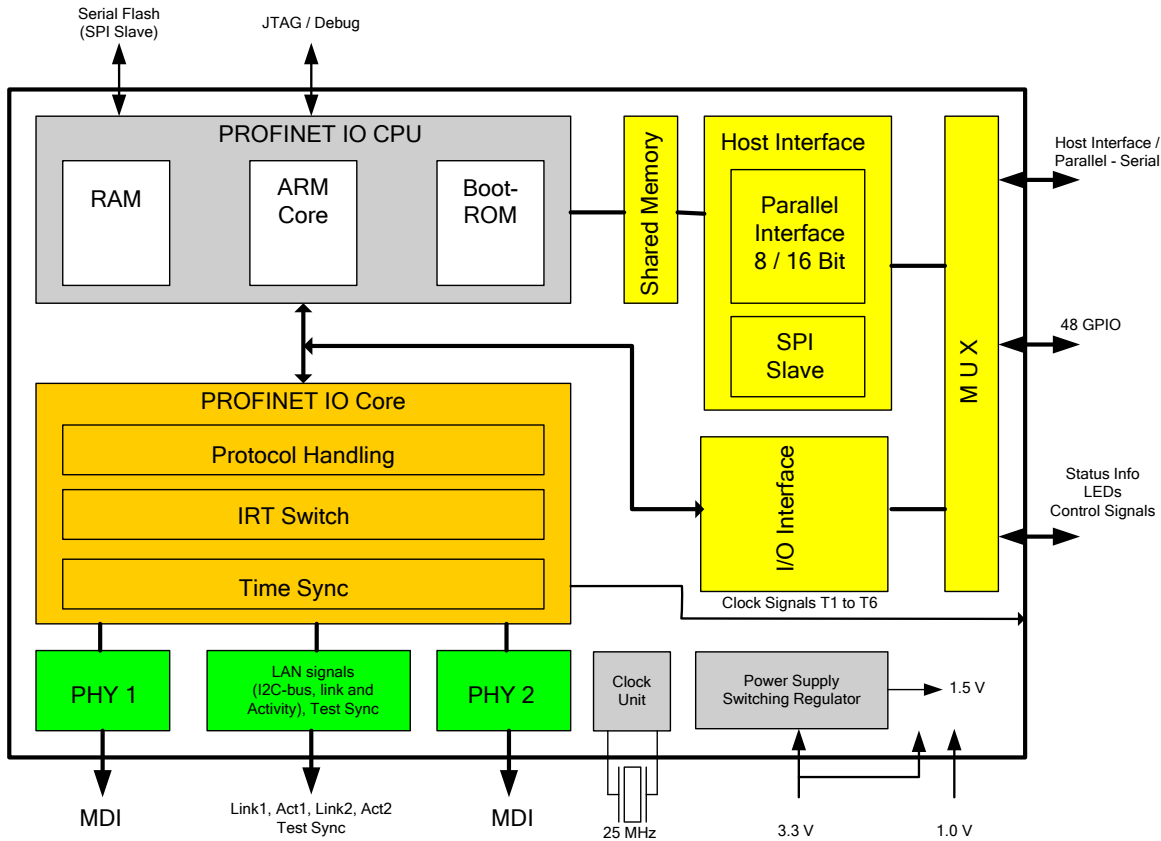 Serial Flash
(SPI Slave)
JTAG / Debug
PROFINET IO CPU
RAM
ARM
Core
Boot-
ROM
Shared Memory
Host Interface
Parallel
Interface
8 / 16 Bit
SPI
Slave
M U X
Host Interface /
Parallel - Serial
48 GPIO
Status Info
LEDs
Control Signals
PROFINET IO Core
Protocol Handling
IRT Switch
Time Sync
I/O Interface
Clock Signals T1 to T6
PHY 1
LAN signals
(I2C-bus, link and
Activity), Test Sync
PHY 2
Clock
Unit
Power Supply
Switching Regulator
1.5 V
MDI
Link1, Act1, Link2, Act2
Test Sync
MDI
25 MHz
3.3 V
1.0 V